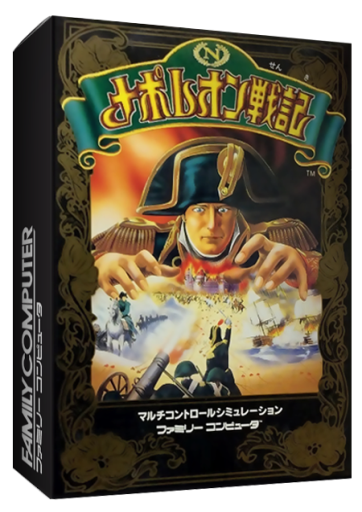 N
せん き
ナポレオン戦記
TM
マルチコントロールシミュレーション
ファミリー コンピュータ
FAMILY COMPUTER
ファミリーコンピュータ